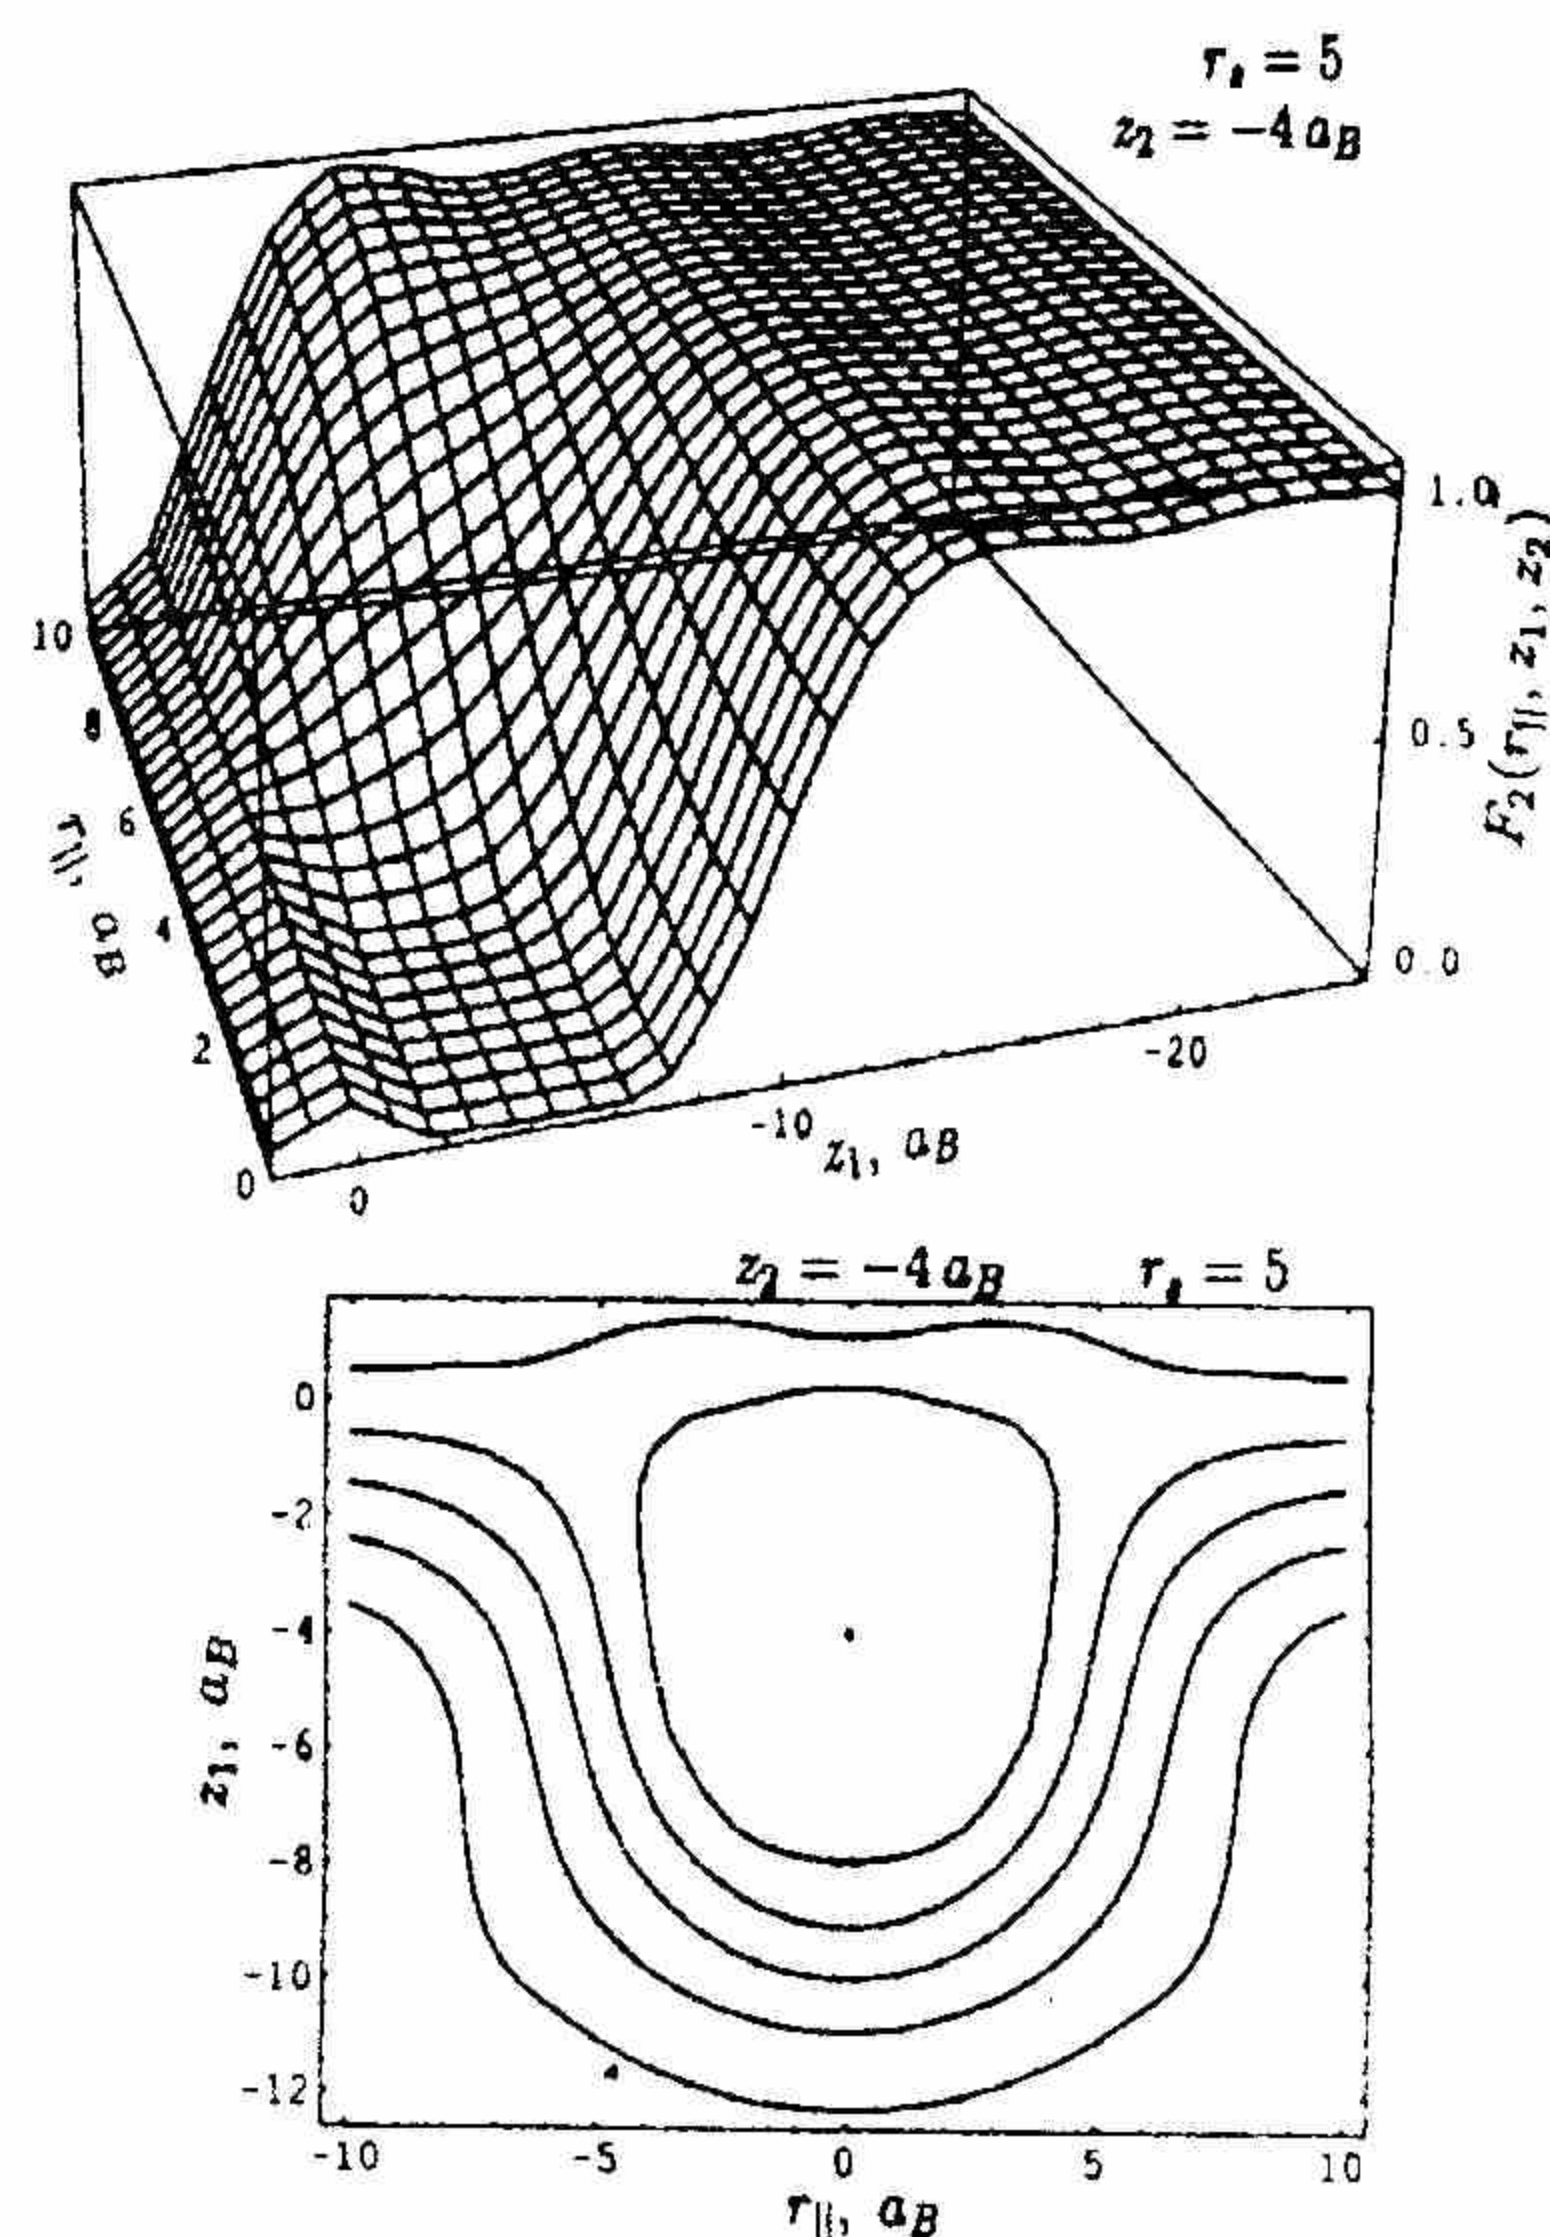 r_s = 5
z_2 = −4 a_B
1.0
0.5
0.0
F_2(r_||, z_1, z_2)
10
8
6
4
2
0
r_||, a_B
0
-10
-20
z_1, a_B
z_2 = −4 a_B r_s = 5
0
-2
-4
-6
-8
-10
-12
z_1, a_B
-10 -5 0 5 10
r_||, a_B